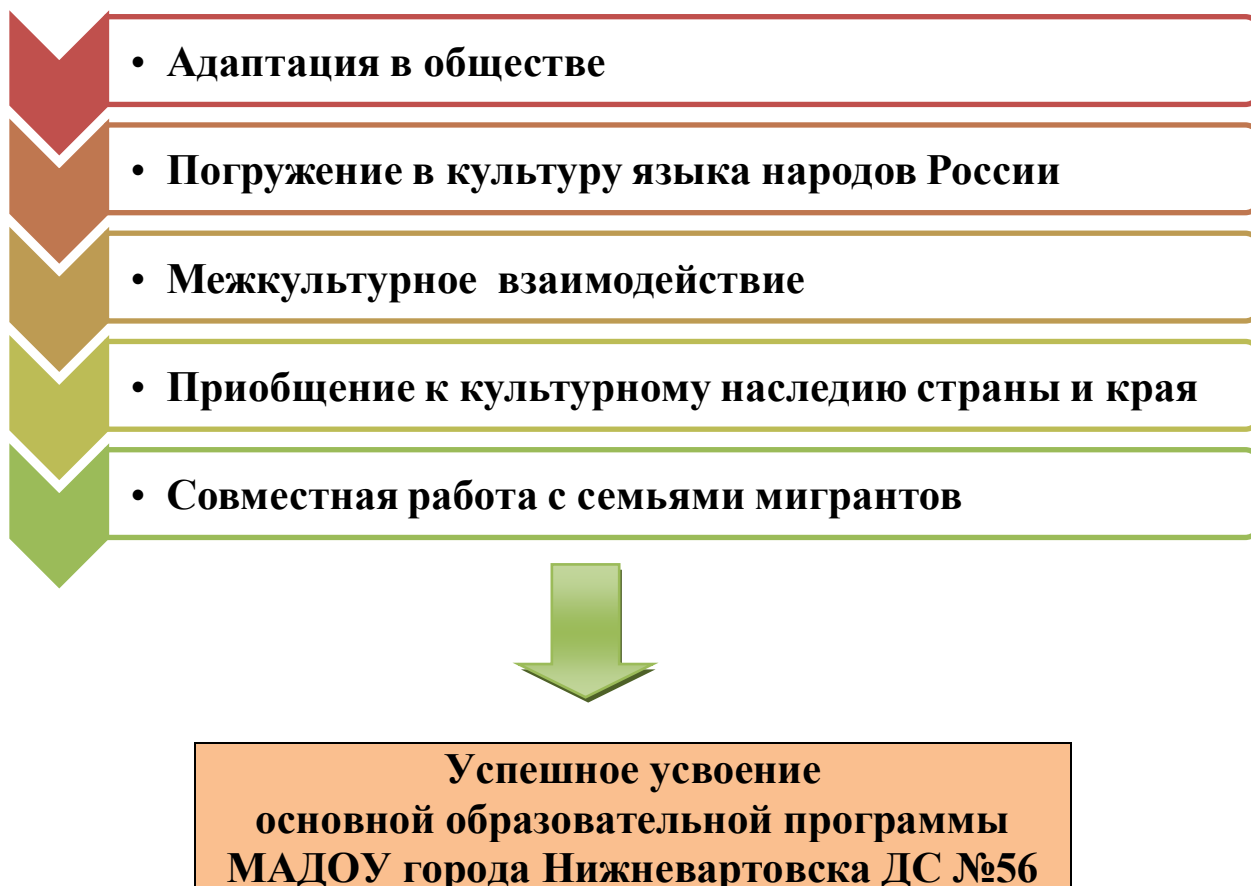 • Адаптация в обществе
• Погружение в культуру языка народов России
• Межкультурное  взаимодействие
• Приобщение к культурному наследию страны и края
• Совместная работа с семьями мигрантов
Успешное усвоение
основной образовательной программы
МАДОУ города Нижневартовска ДС №56